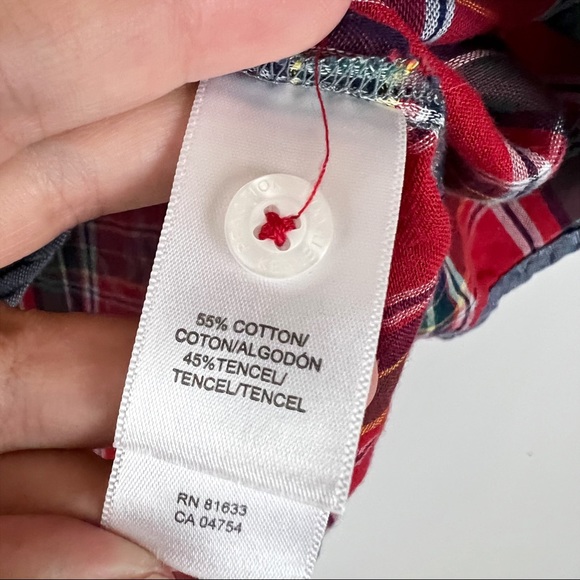 55% COTTON/
COTON/ALGODÓN
45%TENCEL/
TENCEL/TENCEL
RN 81633
CA 04754